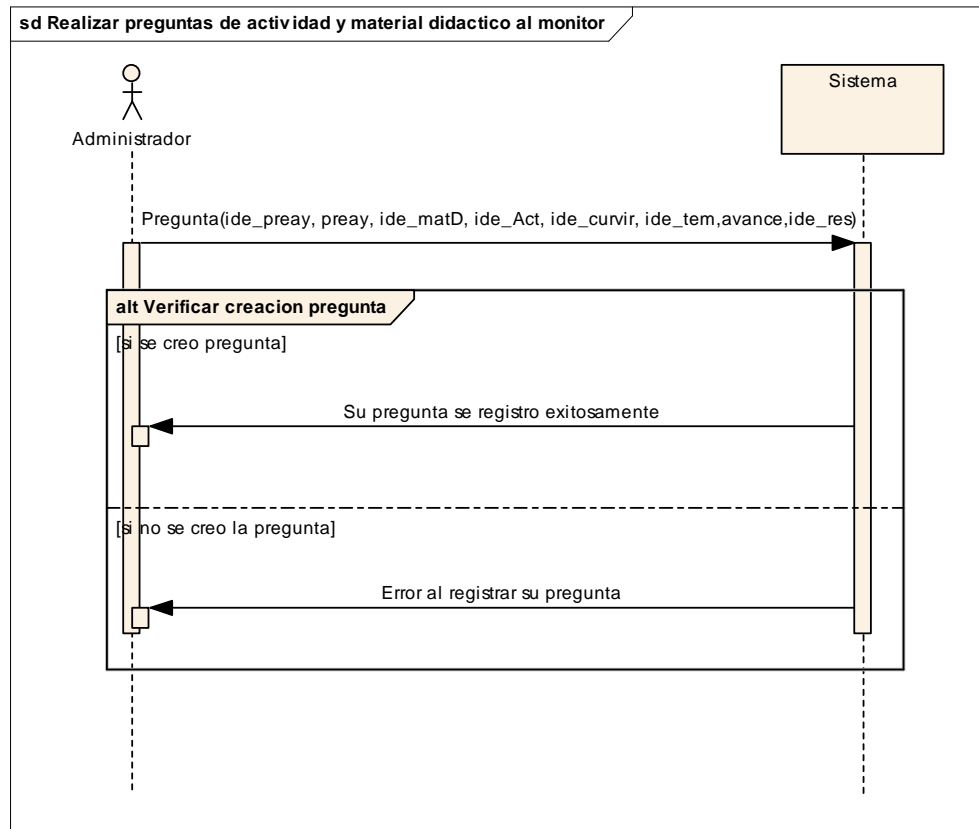 sd Realizar preguntas de actividad y material didactico al monitor
Sistema
Administrador
Pregunta(ide_preay, preay, ide_matD, ide_Act, ide_curvir, ide_tem,avance,ide_res)
alt Verificar creacion pregunta
[si se creo pregunta]
Su pregunta se registro exitosamente
[si no se creo la pregunta]
Error al registrar su pregunta